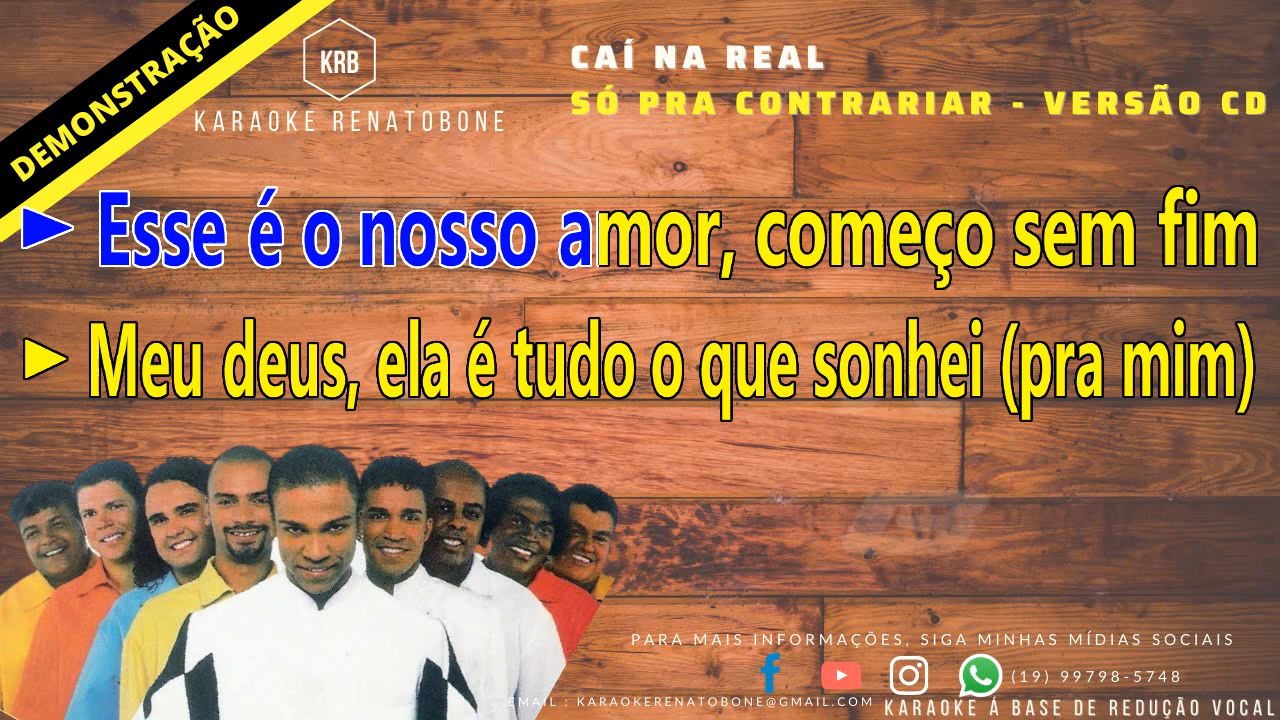 DEMONSTRAÇÃO
KRB
KARAOKE RENATOBONE
CAÍ NA REAL
SÓ PRA CONTRARIAR - VERSÃO CD
► Esse é o nosso amor, começo sem fim
► Meu deus, ela é tudo o que sonhei (pra mim)
PARA MAIS INFORMAÇÕES, SIGA MINHAS MÍDIAS SOCIAIS
(19) 99798-5748
EMAIL : KARAOKERENATOBONE@GMAIL.COM
KARAOKE Á BASE DE REDUÇÃO VOCAL